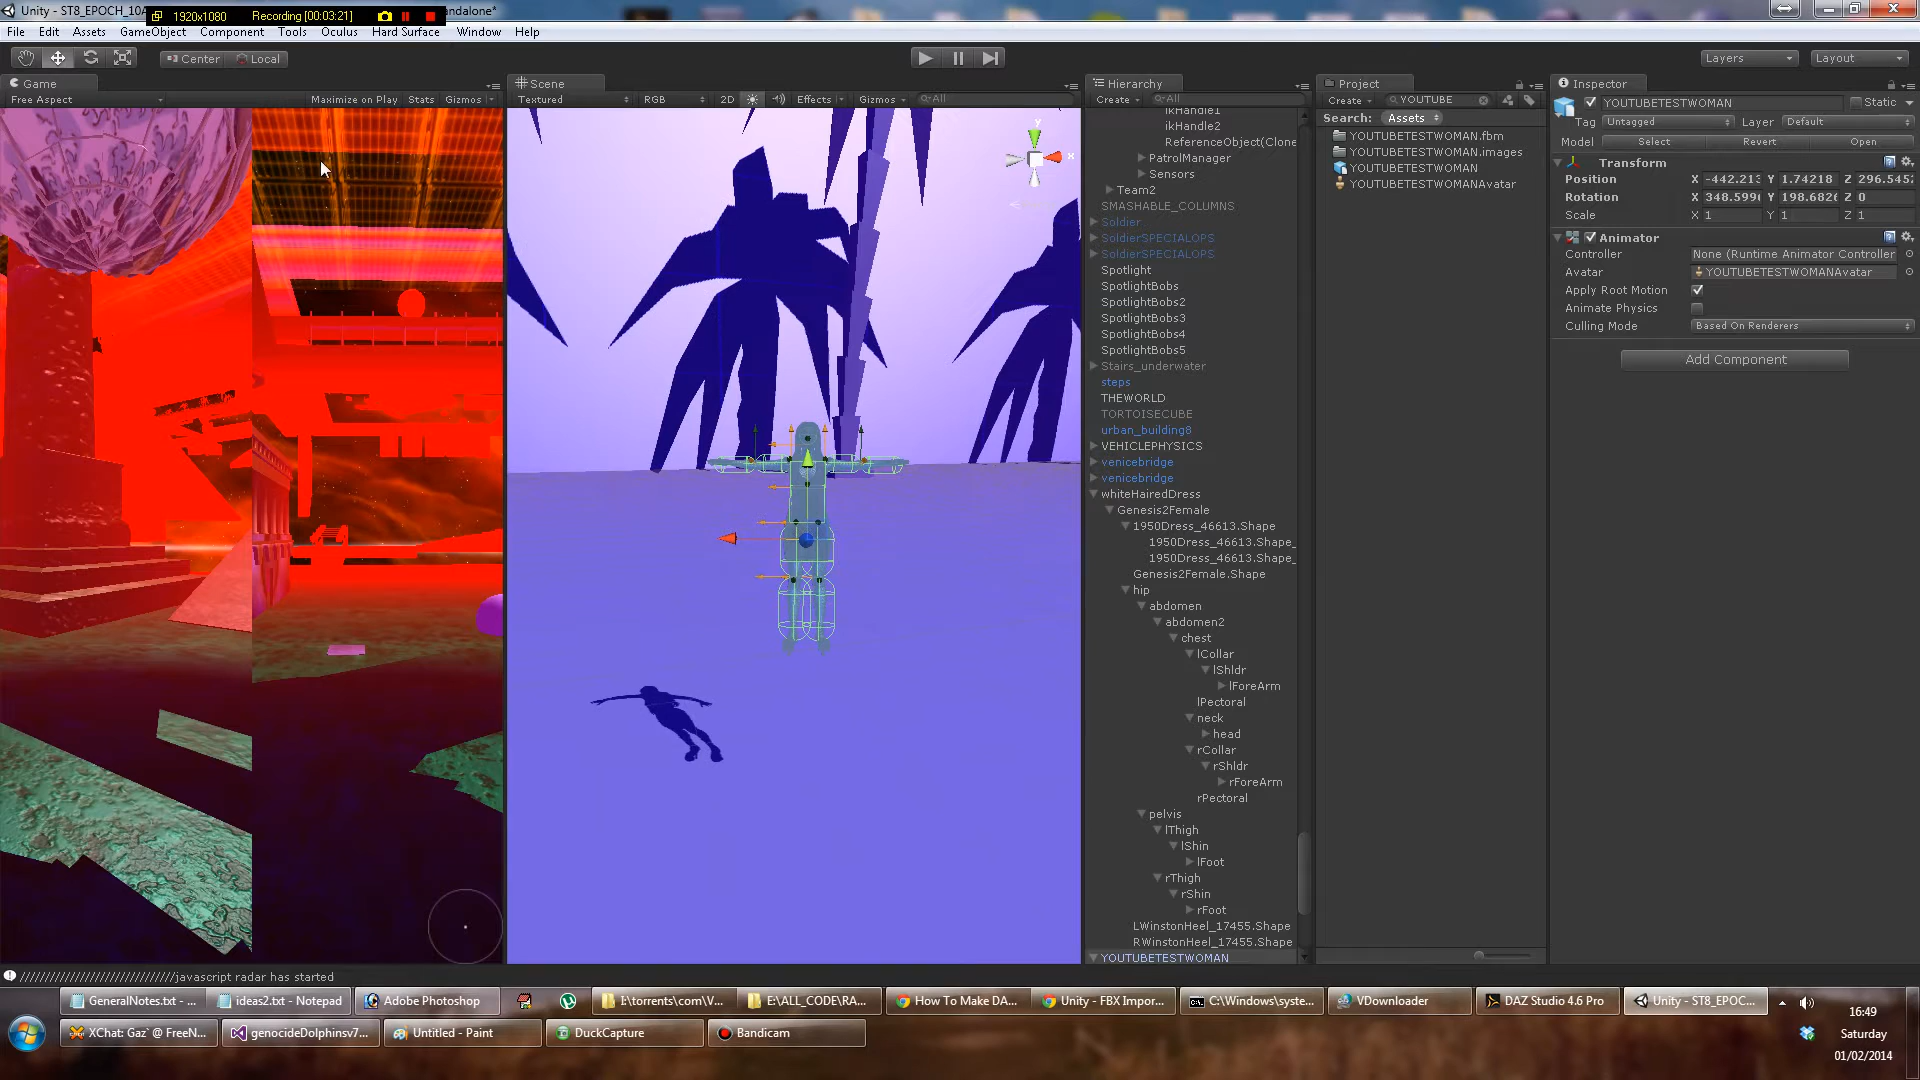 Unity - ST8_EPOCH_10A
1920x1080
Recording [00:03:21]
andalone*
File Edit Assets GameObject Component Tools Oculus Hard Surface Window Help
Center Local
Layers
Layout
Game
Free Aspect
Maximize on Play Stats Gizmos
Scene
Textured RGB 2D Effects Gizmos All
y
x
Hierarchy
Create All
ikHandle1
ikHandle2
ReferenceObject(Clone
PatrolManager
Sensors
Team2
SMASHABLE_COLUMNS
Soldier
SoldierSPECIALOPS
SoldierSPECIALOPS
Spotlight
SpotlightBobs
SpotlightBobs2
SpotlightBobs3
SpotlightBobs4
SpotlightBobs5
Stairs_underwater
steps
THEWORLD
TORTOISECUBE
urban_building8
VEHICLEPHYSICS
venicebridge
venicebridge
whiteHairedDress
Genesis2Female
1950Dress_46613.Shape
1950Dress_46613.Shape_
1950Dress_46613.Shape_
Genesis2Female.Shape
hip
abdomen
abdomen2
chest
lCollar
lShldr
lForeArm
lPectoral
neck
head
rCollar
rShldr
rForeArm
rPectoral
pelvis
lThigh
lShin
lFoot
rThigh
rShin
rFoot
LWinstonHeel_17455.Shape
RWinstonHeel_17455.Shape
YOUTUBETESTWOMAN
Project
Create YOUTUBE
Search: Assets
YOUTUBETESTWOMAN.fbm
YOUTUBETESTWOMAN.images
YOUTUBETESTWOMAN
YOUTUBETESTWOMANAvatar
Inspector
YOUTUBETESTWOMAN Static
Tag Untagged Layer Default
Model Select Revert Open
Transform
Position X -442.213 Y 1.74218 Z 296.5452
Rotation X 348.5990 Y 198.6826 Z 0
Scale X 1 Y 1 Z 1
Animator
Controller None (Runtime Animator Controller
Avatar YOUTUBETESTWOMANAvatar
Apply Root Motion
Animate Physics
Culling Mode Based On Renderers
Add Component
////////////////////////////////javascript radar has started
GeneralNotes.txt - ...
ideas2.txt - Notepad
Adobe Photoshop
I:\torrents\com\V...
E:\ALL_CODE\RA...
How To Make DA...
Unity - FBX Impor...
C:\Windows\syste...
VDownloader
DAZ Studio 4.6 Pro
Unity - ST8_EPOC...
XChat: Gaz` @ FreeN...
genocideDolphinsv7...
Untitled - Paint
DuckCapture
Bandicam
16:49
Saturday
01/02/2014